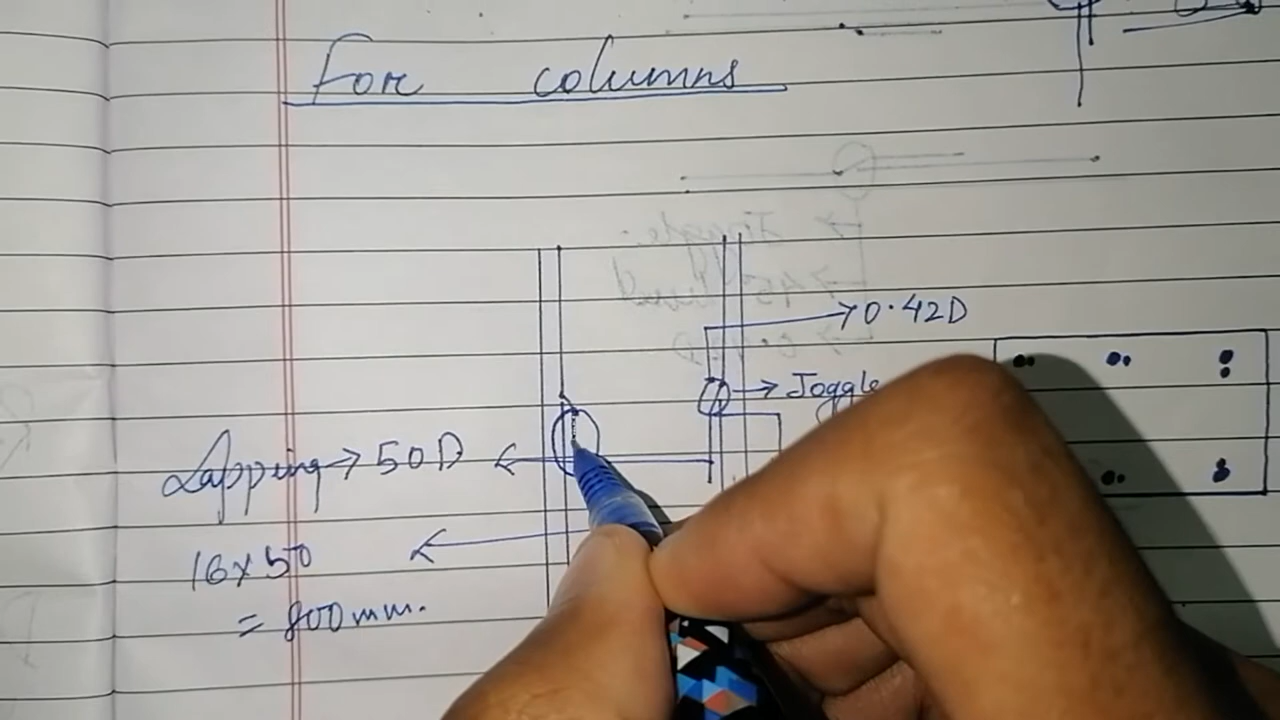 for columns
→ 0.42D
→ Joggle
Lapping → 50D
16 x 50
= 800mm.